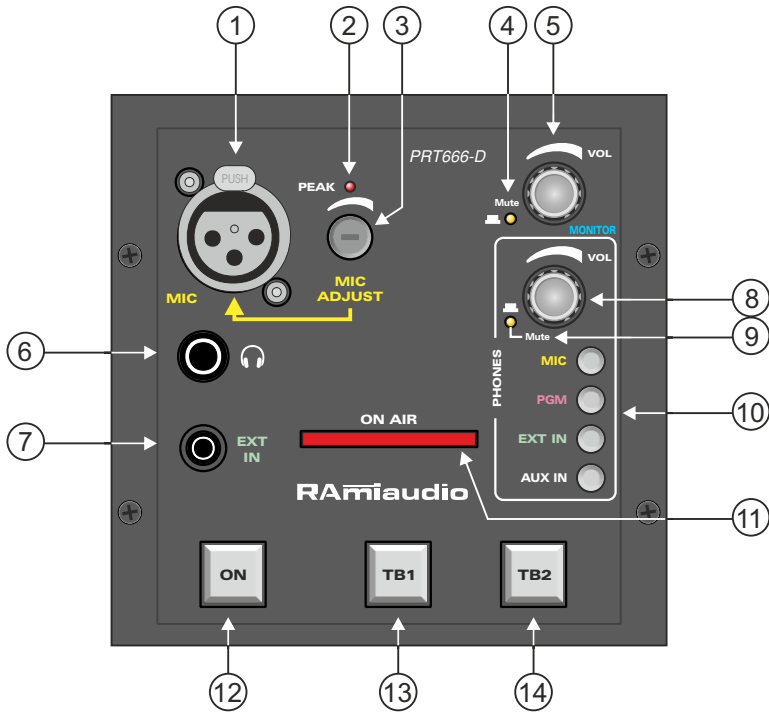 1
2
3
4
5
PUSH
PRT666-D
VOL
PEAK
Mute
MONITOR
MIC
MIC
ADJUST
VOL
8
Mute
9
6
PHONES
MIC
PGM
10
7
EXT
IN
ON AIR
EXT IN
AUX IN
RAmiaudio
11
ON
TB1
TB2
12
13
14